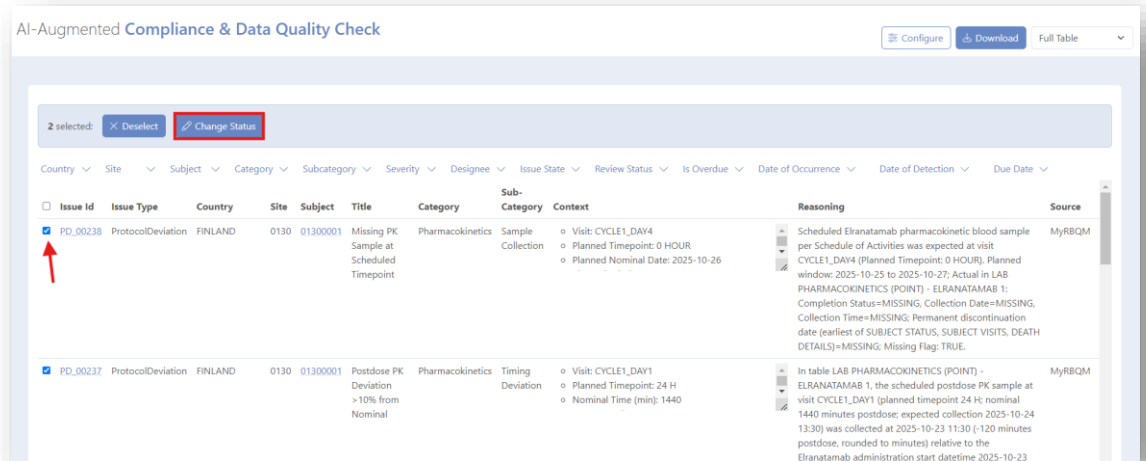 AI-Augmented Compliance & Data Quality Check
Configure
Download
Full Table
2 selected:
Deselect
Change Status
Country
Site
Subject
Category
Subcategory
Severity
Designee
Issue State
Review Status
Is Overdue
Date of Occurrence
Date of Detection
Due Date
Issue Id
Issue Type
Country
Site
Subject
Title
Category
Sub-
Category
Context
Reasoning
Source
PD_00238
ProtocolDeviation
FINLAND
0130
01300001
Missing PK
Sample at
Scheduled
Timepoint
Pharmacokinetics
Sample
Collection
Visit: CYCLE1_DAY4
Planned Timepoint: 0 HOUR
Planned Nominal Date: 2025-10-26
Scheduled Elranatamab pharmacokinetic blood sample
per Schedule of Activities was expected at visit
CYCLE1_DAY4 (Planned Timepoint: 0 HOUR). Planned
window: 2025-10-25 to 2025-10-27; Actual in LAB
PHARMACOKINETICS (POINT) - ELRANATAMAB 1:
Completion Status=MISSING, Collection Date=MISSING,
Collection Time=MISSING; Permanent discontinuation
date (earliest of SUBJECT STATUS, SUBJECT VISITS, DEATH
DETAILS)=MISSING; Missing Flag: TRUE.
MyRBQM
PD_00237
ProtocolDeviation
FINLAND
0130
01300001
Postdose PK
Deviation
>10% from
Nominal
Pharmacokinetics
Timing
Deviation
Visit: CYCLE1_DAY1
Planned Timepoint: 24 H
Nominal Time (min): 1440
In table LAB PHARMACOKINETICS (POINT) -
ELRANATAMAB 1, the scheduled postdose PK sample at
visit CYCLE1_DAY1 (planned timepoint 24 H; nominal
1440 minutes postdose; expected collection 2025-10-24
13:30) was collected at 2025-10-23 11:30 (-120 minutes
postdose, rounded to minutes) relative to the
Elranatamab administration start datetime 2025-10-23
MyRBQM